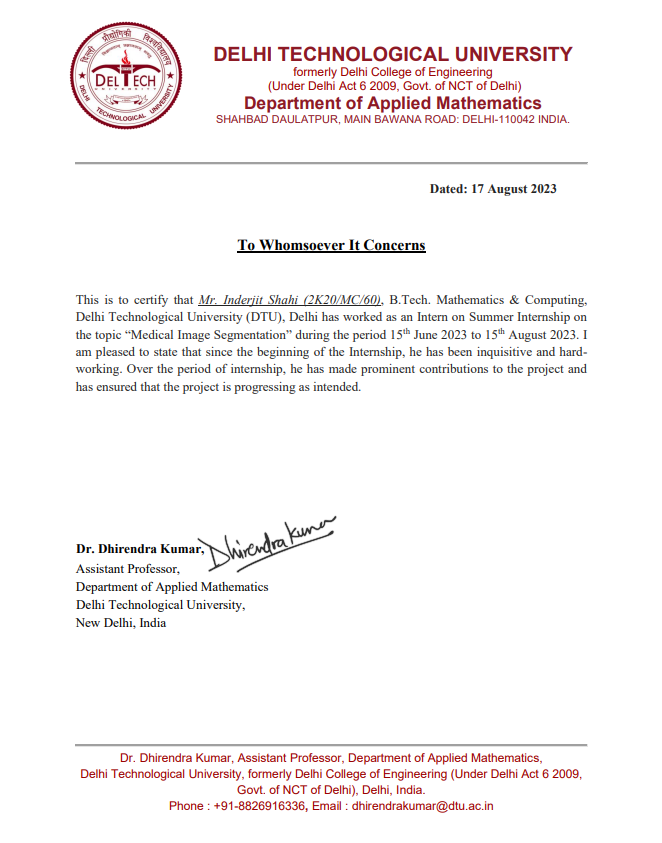 दिल्ली प्रौद्योगिकी विश्वविद्यालय
DELTECH
DELHI TECHNOLOGICAL UNIVERSITY
DELHI TECHNOLOGICAL UNIVERSITY
formerly Delhi College of Engineering
(Under Delhi Act 6 2009, Govt. of NCT of Delhi)
Department of Applied Mathematics
SHAHBAD DAULATPUR, MAIN BAWANA ROAD: DELHI-110042 INDIA.
Dated: 17 August 2023
To Whomsoever It Concerns
This is to certify that Mr. Inderjit Shahi (2K20/MC/60), B.Tech. Mathematics & Computing,
Delhi Technological University (DTU), Delhi has worked as an Intern on Summer Internship on
the topic “Medical Image Segmentation” during the period 15th June 2023 to 15th August 2023. I
am pleased to state that since the beginning of the Internship, he has been inquisitive and hard-
working. Over the period of internship, he has made prominent contributions to the project and
has ensured that the project is progressing as intended.
Dhirendra Kumar
Dr. Dhirendra Kumar,
Assistant Professor,
Department of Applied Mathematics
Delhi Technological University,
New Delhi, India
Dr. Dhirendra Kumar, Assistant Professor, Department of Applied Mathematics,
Delhi Technological University, formerly Delhi College of Engineering (Under Delhi Act 6 2009,
Govt. of NCT of Delhi), Delhi, India.
Phone : +91-8826916336, Email : dhirendrakumar@dtu.ac.in